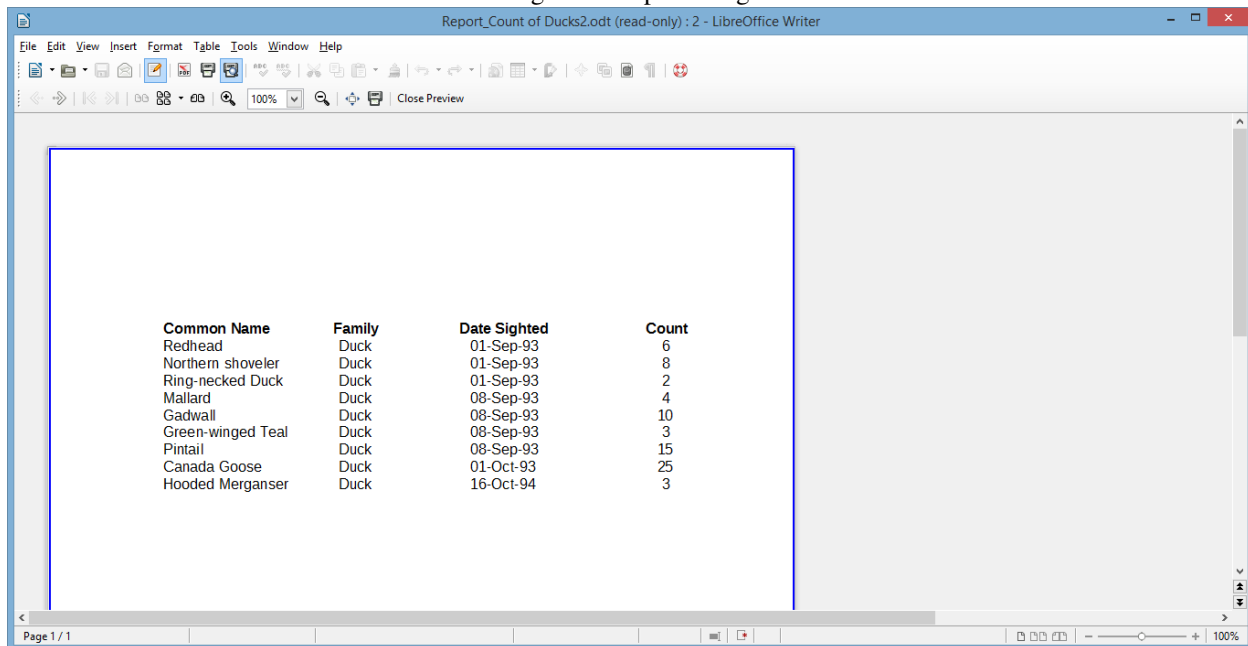 Report_Count of Ducks2.odt (read-only) : 2 - LibreOffice Writer
File Edit View Insert Format Table Tools Window Help
100% Close Preview
Common Name Family Date Sighted Count
Redhead Duck 01-Sep-93 6
Northern shoveler Duck 01-Sep-93 8
Ring-necked Duck Duck 01-Sep-93 2
Mallard Duck 08-Sep-93 4
Gadwall Duck 08-Sep-93 10
Green-winged Teal Duck 08-Sep-93 3
Pintail Duck 08-Sep-93 15
Canada Goose Duck 01-Oct-93 25
Hooded Merganser Duck 16-Oct-94 3
Page 1 / 1 100%